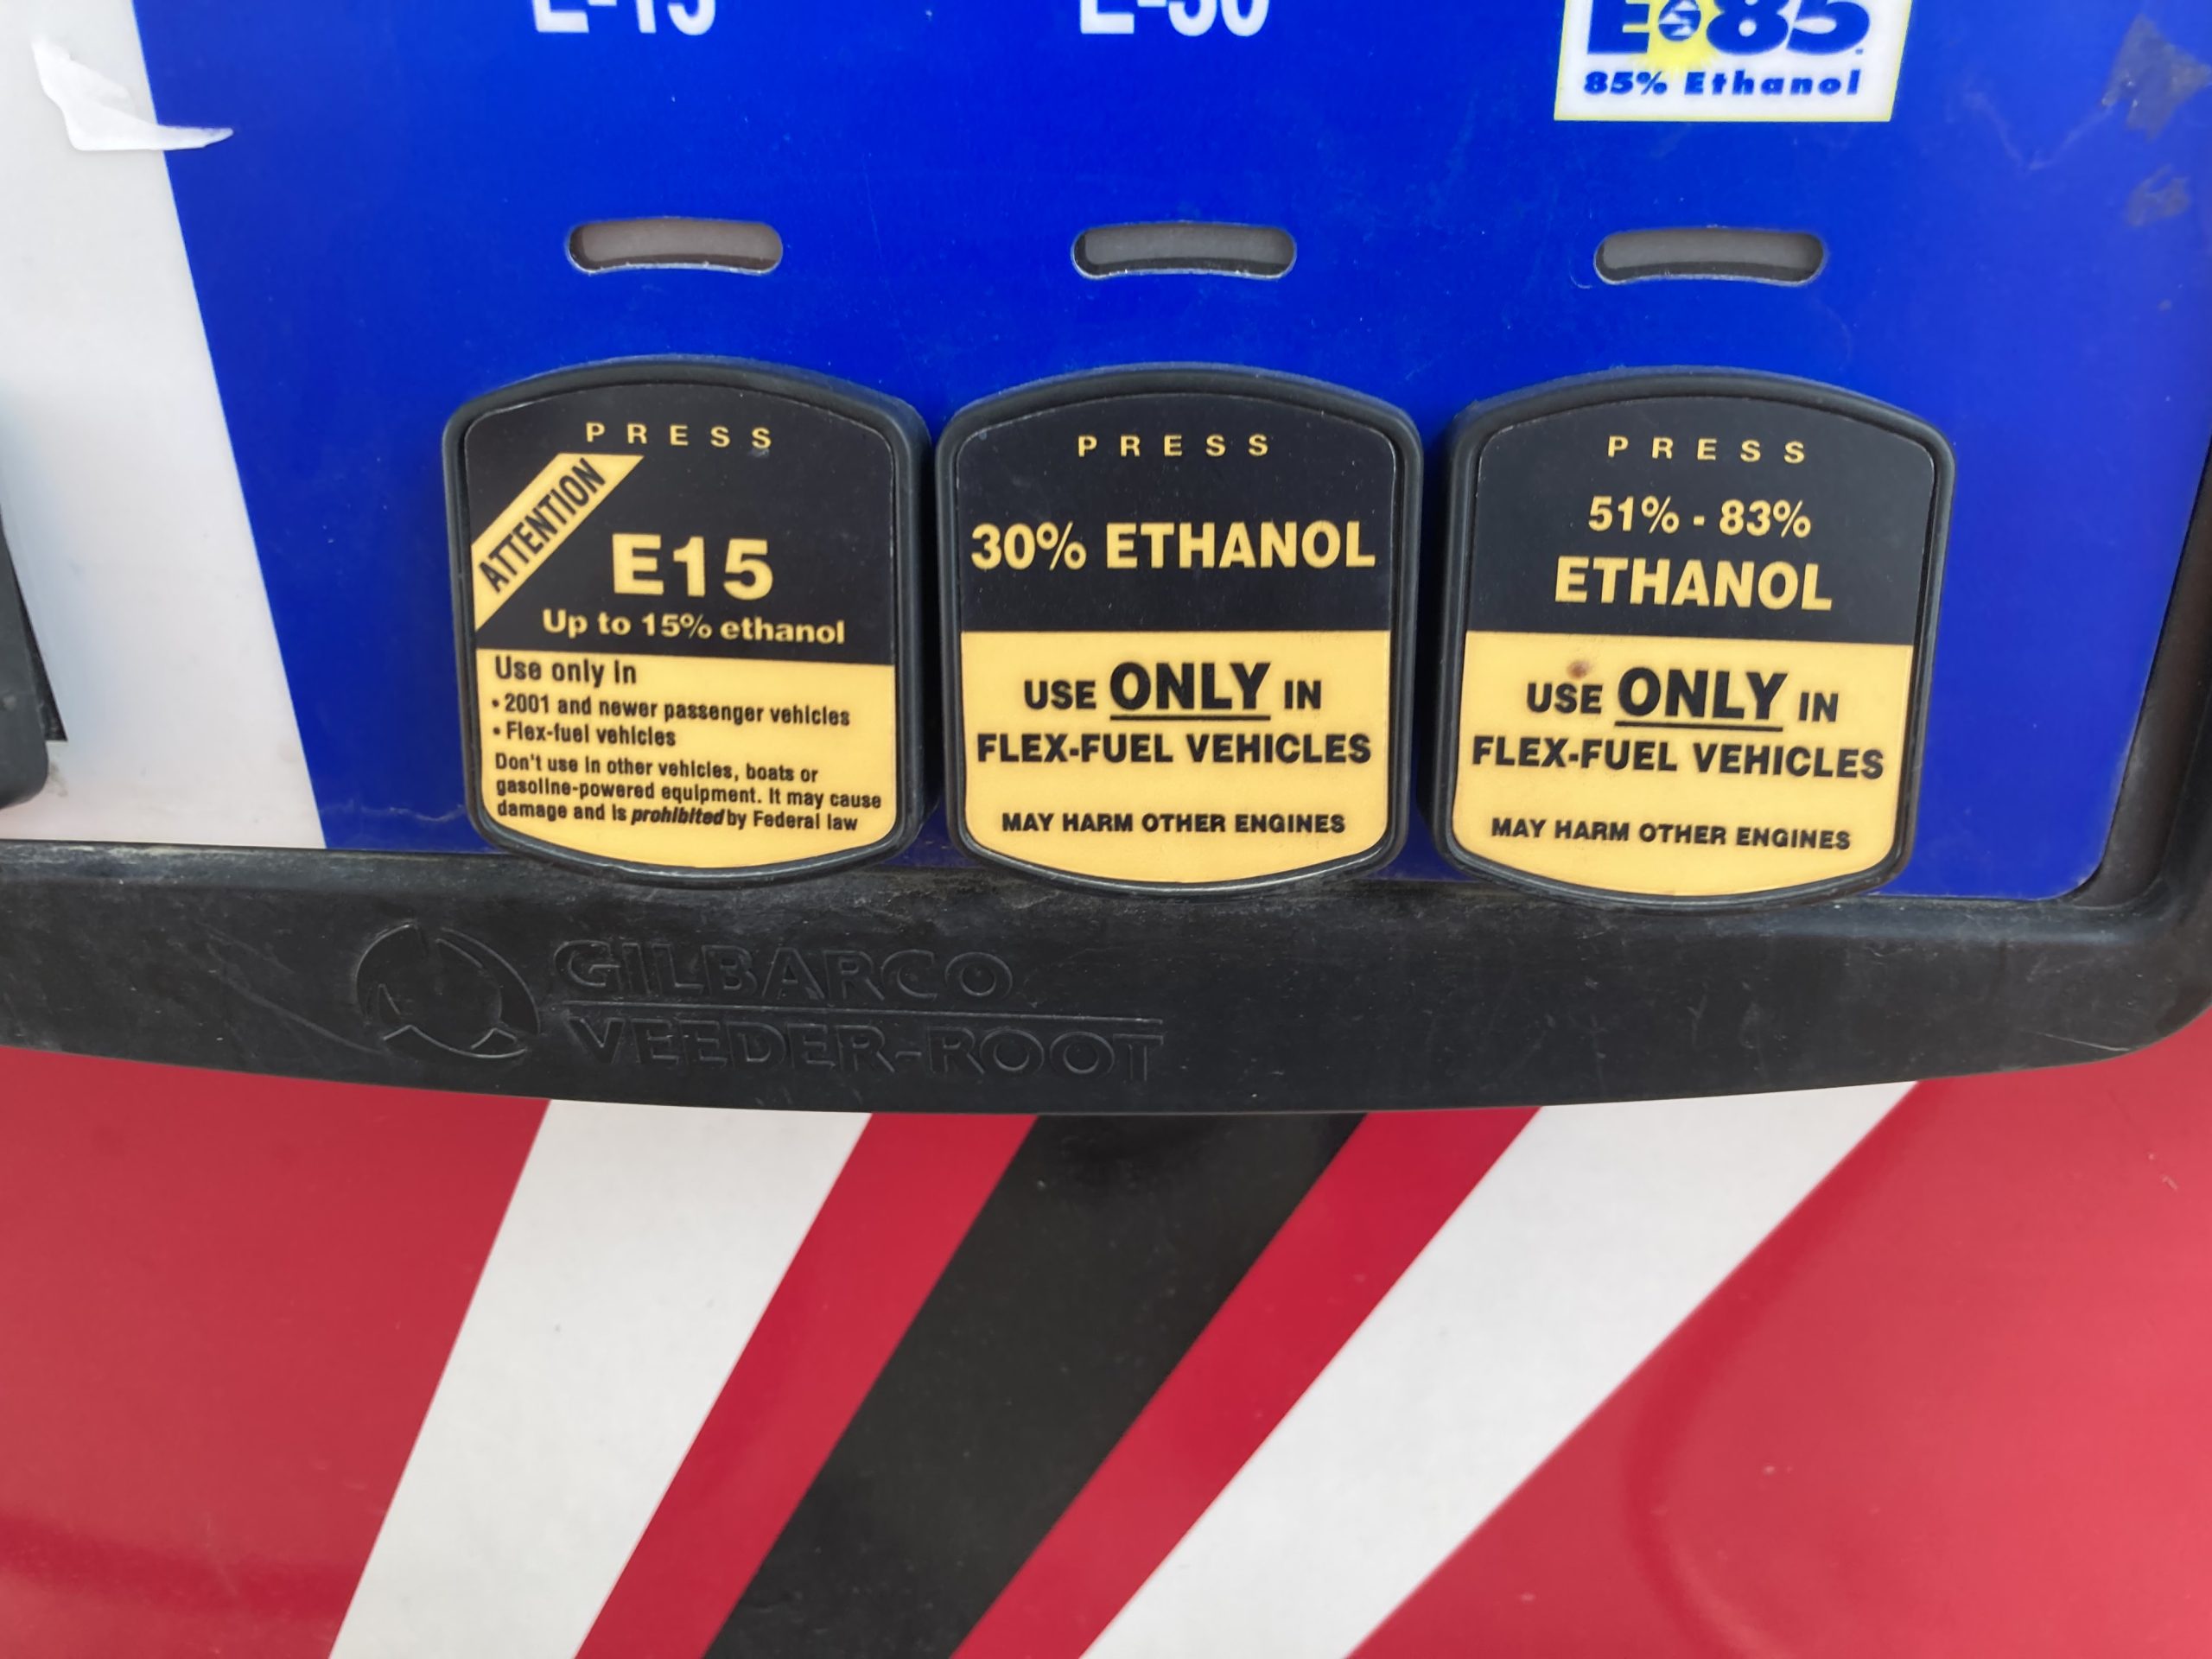 E-15
E-30
E-85
85% Ethanol
PRESS
ATTENTION
E15
Up to 15% ethanol
Use only in
• 2001 and newer passenger vehicles
• Flex-fuel vehicles
Don't use in other vehicles, boats or
gasoline-powered equipment. It may cause
damage and is prohibited by Federal law
PRESS
30% ETHANOL
USE ONLY IN
FLEX-FUEL VEHICLES
MAY HARM OTHER ENGINES
PRESS
51% - 83%
ETHANOL
USE ONLY IN
FLEX-FUEL VEHICLES
MAY HARM OTHER ENGINES
GILBARCO
VEEDER-ROOT